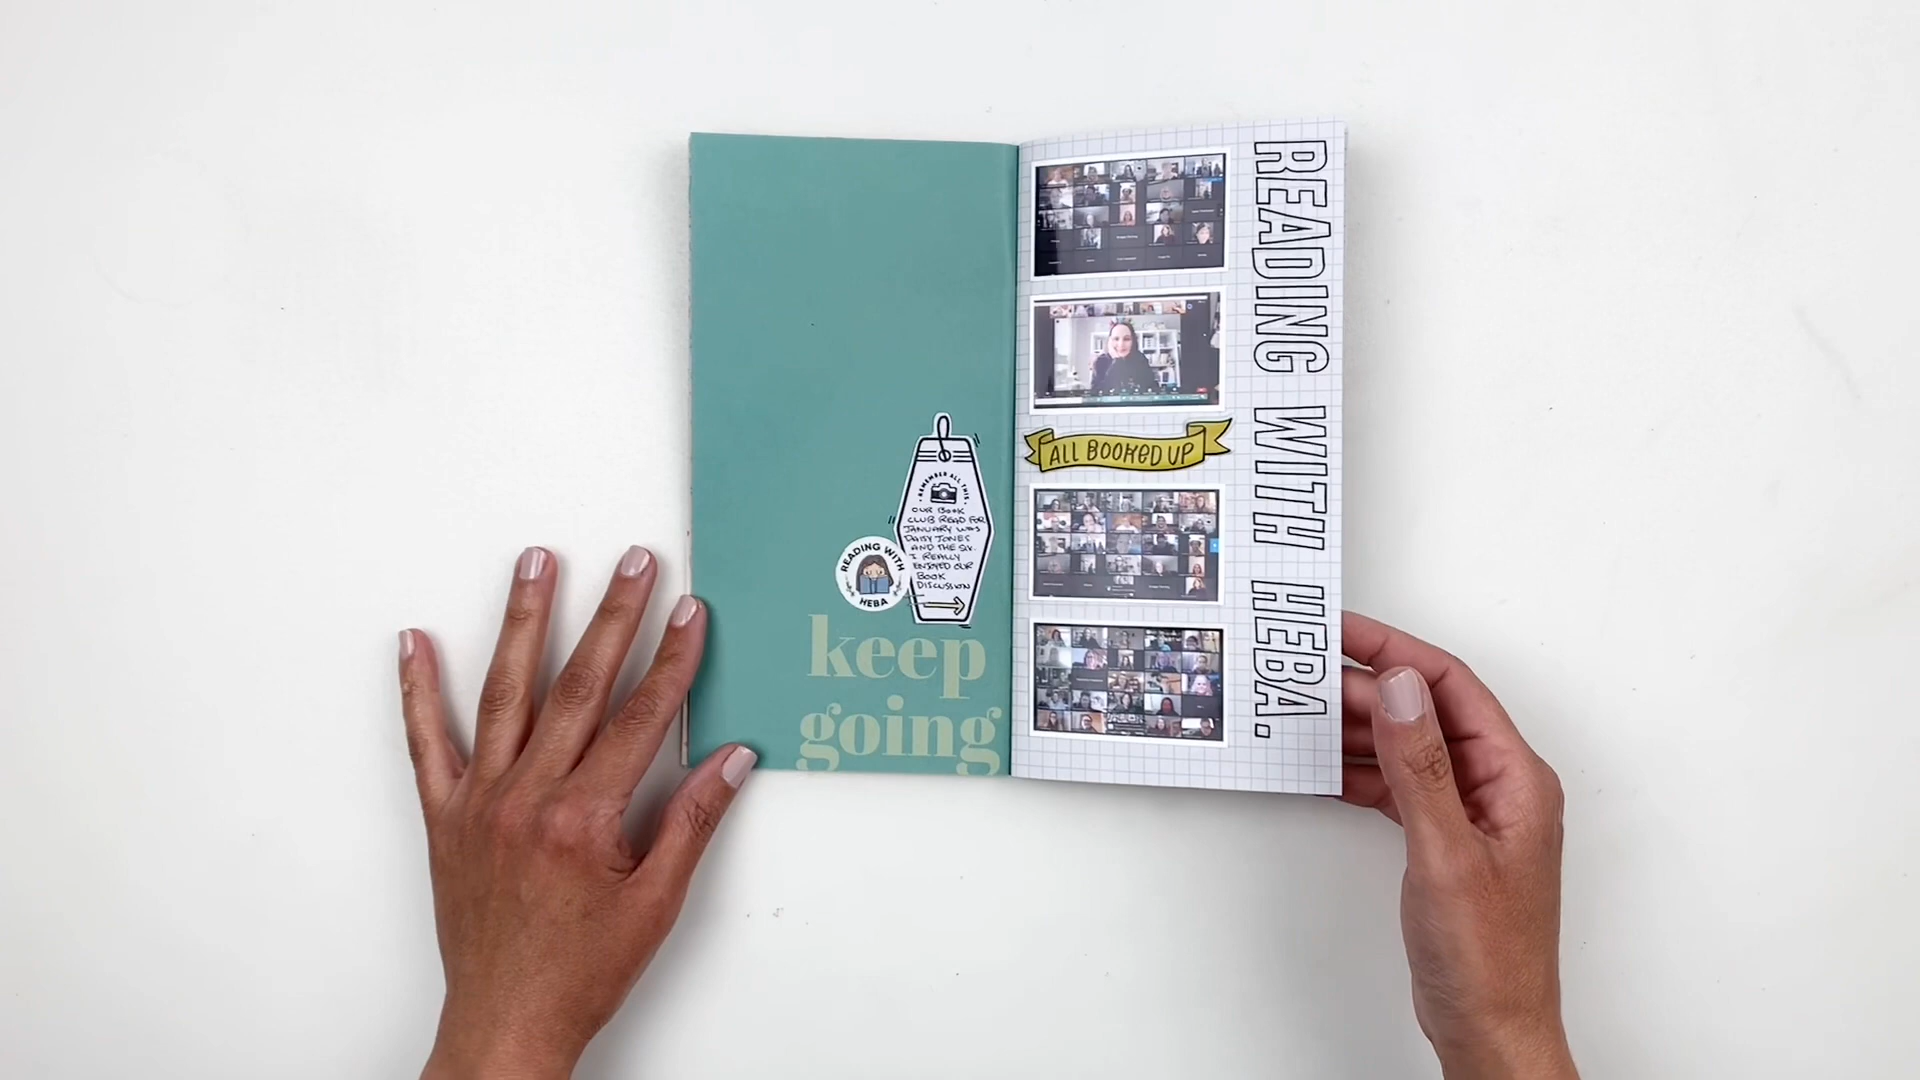 REMEMBER ALL THIS
OUR BOOK
CLUB READ FOR
JANUARY WAS
DAISY JONES
AND THE SIX.
I REALLY
ENJOYED OUR
BOOK
DISCUSSION
READING WITH
HEBA
keep
going
ALL BOOKED UP
READING WITH HEBA.